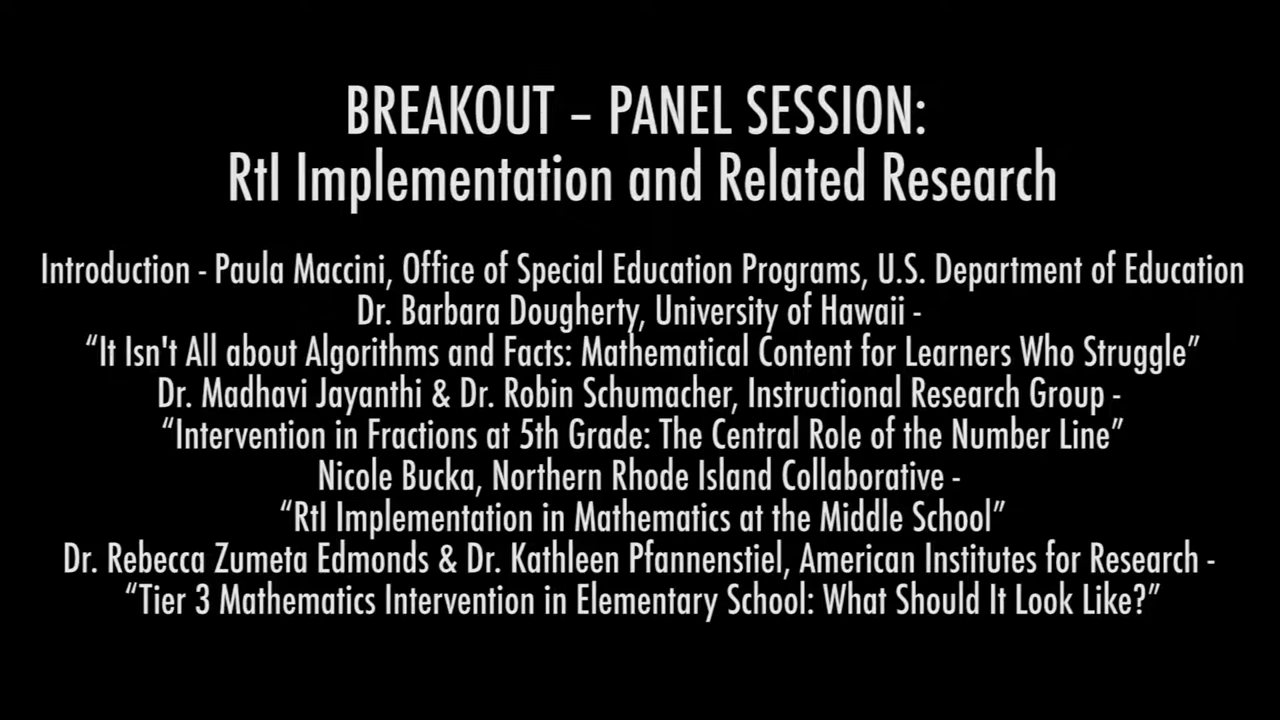 BREAKOUT – PANEL SESSION:
RtI Implementation and Related Research
Introduction - Paula Maccini, Office of Special Education Programs, U.S. Department of Education
Dr. Barbara Dougherty, University of Hawaii -
“It Isn't All about Algorithms and Facts: Mathematical Content for Learners Who Struggle”
Dr. Madhavi Jayanthi & Dr. Robin Schumacher, Instructional Research Group -
“Intervention in Fractions at 5th Grade: The Central Role of the Number Line”
Nicole Bucka, Northern Rhode Island Collaborative -
“RtI Implementation in Mathematics at the Middle School”
Dr. Rebecca Zumeta Edmonds & Dr. Kathleen Pfannenstiel, American Institutes for Research -
“Tier 3 Mathematics Intervention in Elementary School: What Should It Look Like?”